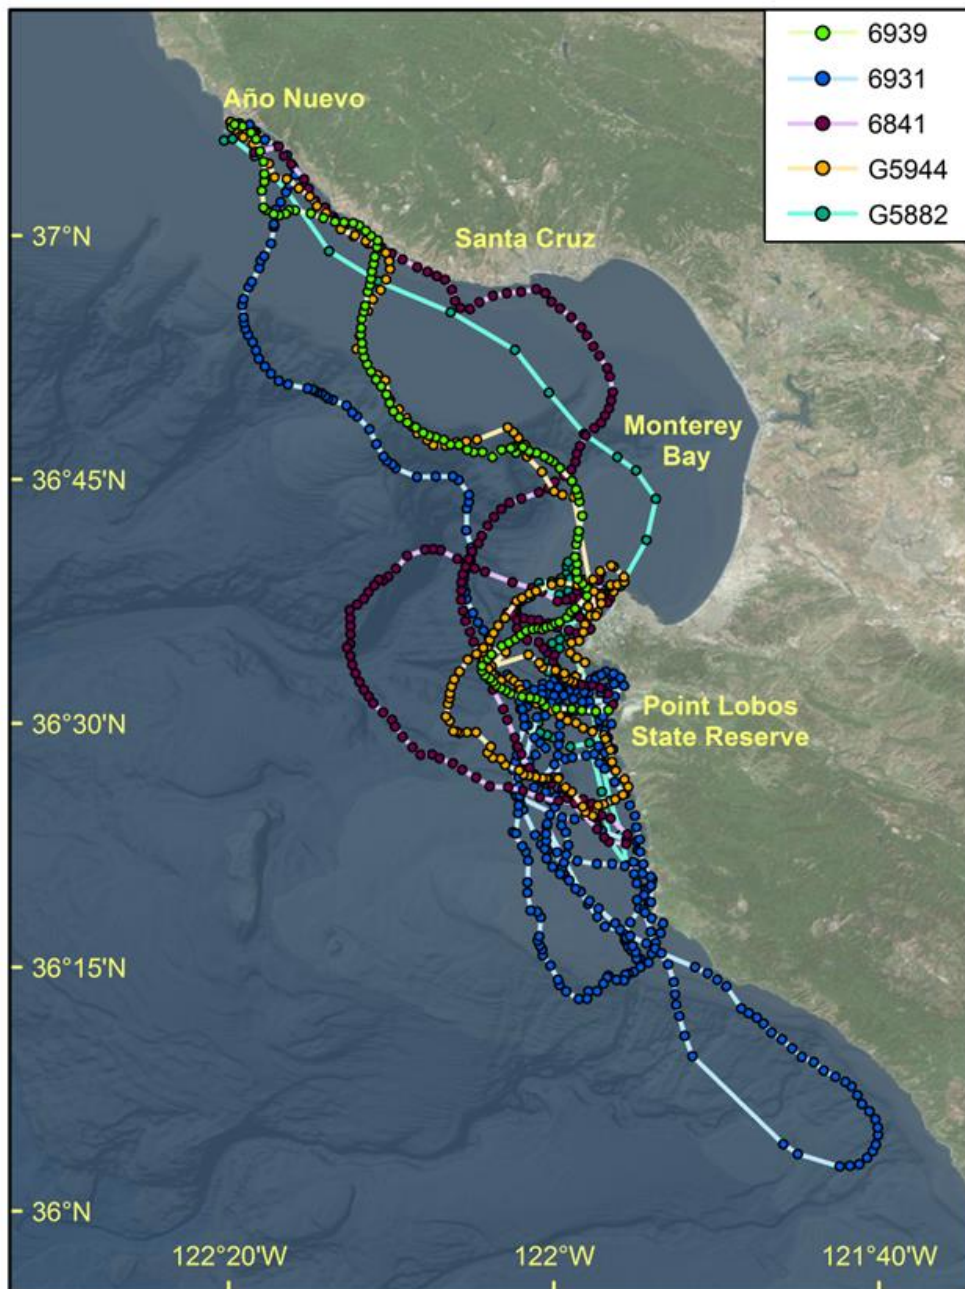 6939
6931
6841
G5944
G5882
Año Nuevo
Santa Cruz
Monterey
Bay
Point Lobos
State Reserve
37°N
36°45'N
36°30'N
36°15'N
36°N
122°20'W
122°W
121°40'W